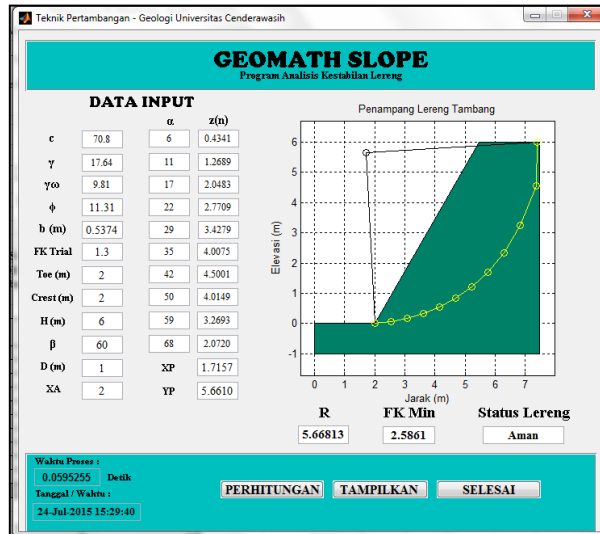 Teknik Pertambangan - Geologi Universitas Cenderawasih
GEOMATH SLOPE
Program Analisis Kestabilan Lereng
DATA INPUT
α z(n)
c 70.8 6 0.4341
γ 17.64 11 1.2689
γω 9.81 17 2.0483
ϕ 11.31 22 2.7709
b (m) 0.5374 29 3.4279
FK Trial 1.3 35 4.0075
Toe (m) 2 42 4.5001
Crest (m) 2 50 4.0149
H (m) 6 59 3.2693
β 60 68 2.0720
D (m) 1 XP 1.7157
XA 2 YP 5.6610
Penampang Lereng Tambang
Elevasi (m)
6
5
4
3
2
1
0
-1
0 1 2 3 4 5 6 7
Jarak (m)
R FK Min Status Lereng
5.66813 2.5861 Aman
Waktu Proses :
0.0595255 Detik
Tanggal / Waktu :
24-Jul-2015 15:29:40
PERHITUNGAN TAMPILKAN SELESAI